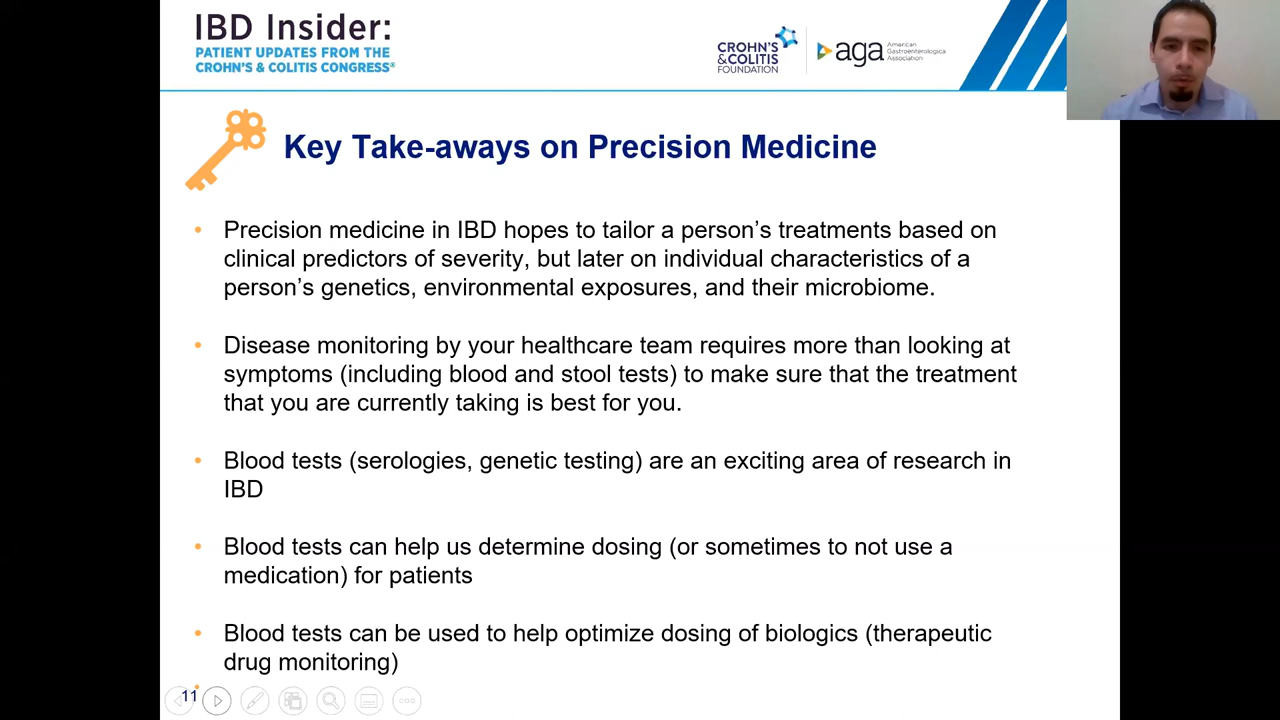 IBD Insider:
PATIENT UPDATES FROM THE
CROHN'S & COLITIS CONGRESS®
CROHN'S
& COLITIS
FOUNDATION
aga
American
Gastroenterological
Association
Key Take-aways on Precision Medicine
• Precision medicine in IBD hopes to tailor a person's treatments based on
clinical predictors of severity, but later on individual characteristics of a
person's genetics, environmental exposures, and their microbiome.
• Disease monitoring by your healthcare team requires more than looking at
symptoms (including blood and stool tests) to make sure that the treatment
that you are currently taking is best for you.
• Blood tests (serologies, genetic testing) are an exciting area of research in
IBD
• Blood tests can help us determine dosing (or sometimes to not use a
medication) for patients
• Blood tests can be used to help optimize dosing of biologics (therapeutic
drug monitoring)
11